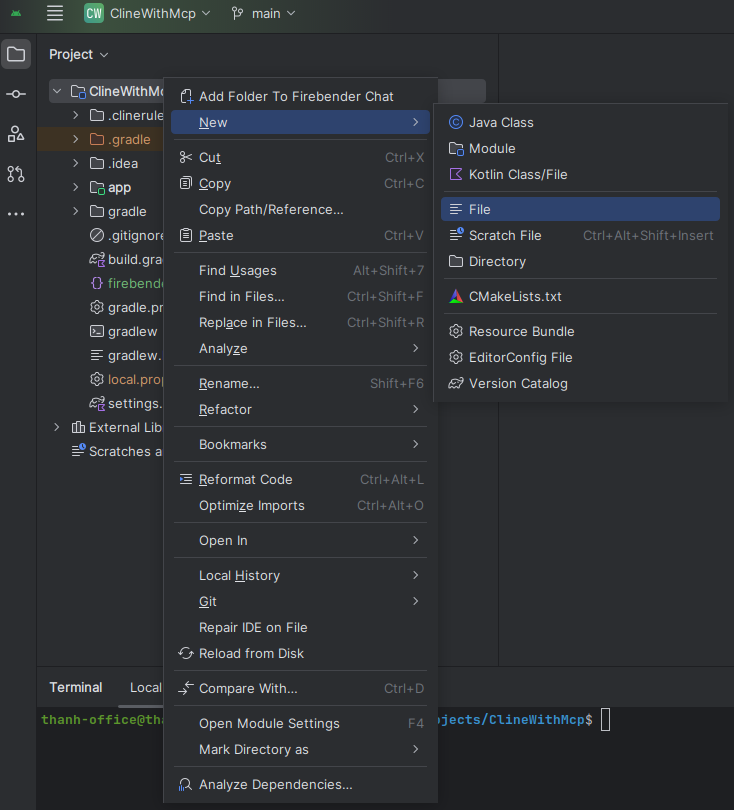 CW ClineWithMcp main
Project
ClineWithMc
.clinerule
.gradle
.idea
app
gradle
.gitignore
build.grad
firebende
gradle.pr
gradlew
gradlew.
local.prop
settings.
External Lib
Scratches a
Add Folder To Firebender Chat
New
Cut Ctrl+X
Copy Ctrl+C
Copy Path/Reference...
Paste Ctrl+V
Find Usages Alt+Shift+7
Find in Files... Ctrl+Shift+F
Replace in Files... Ctrl+Shift+R
Analyze
Rename... Shift+F6
Refactor
Bookmarks
Reformat Code Ctrl+Alt+L
Optimize Imports Ctrl+Alt+O
Open In
Local History
Git
Repair IDE on File
Reload from Disk
Compare With... Ctrl+D
Open Module Settings F4
Mark Directory as
Analyze Dependencies...
Java Class
Module
Kotlin Class/File
File
Scratch File Ctrl+Alt+Shift+Insert
Directory
CMakeLists.txt
Resource Bundle
EditorConfig File
Version Catalog
Terminal Local
thanh-office@tha ojects/ClineWithMcp$